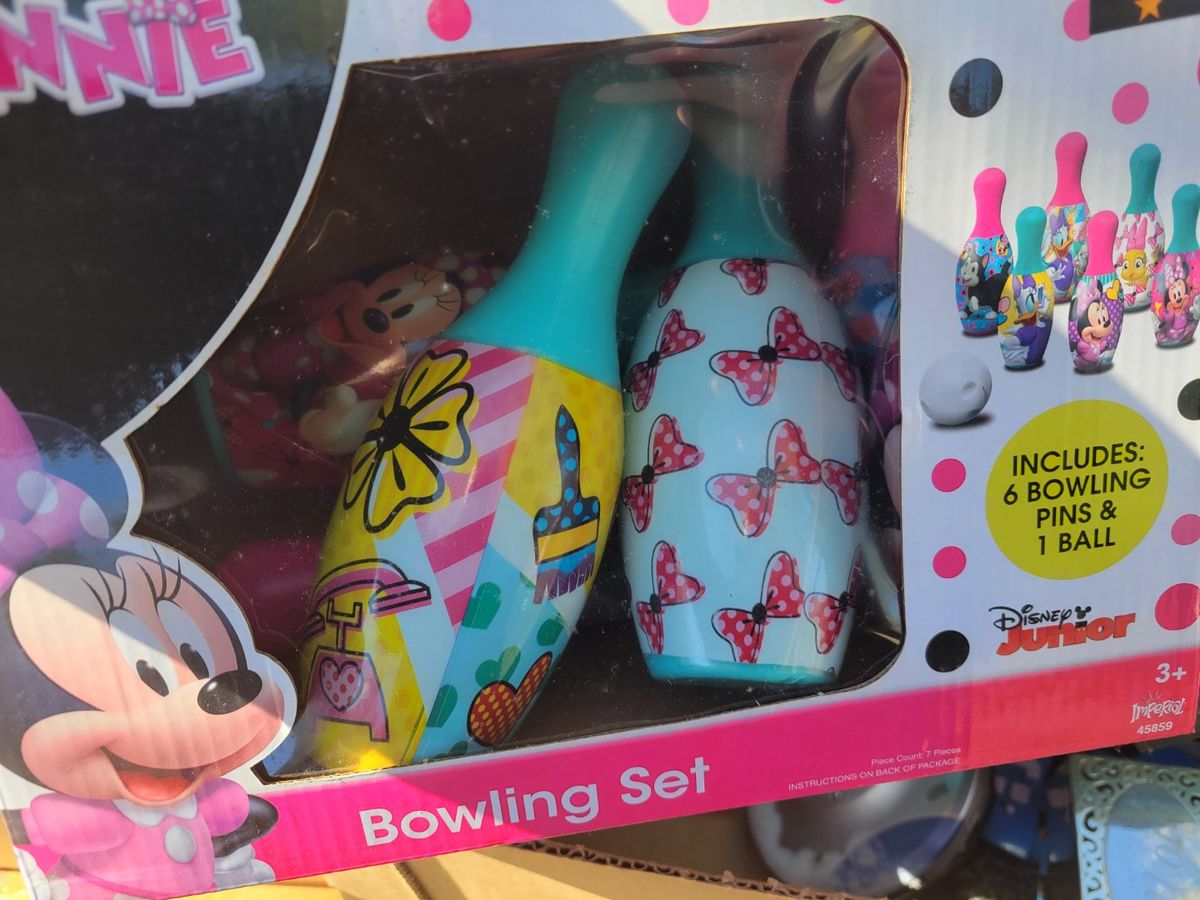 MINNIE
INCLUDES:
6 BOWLING
PINS &
1 BALL
Disney
Junior
3+
Imperial
45859
Piece Count: 7 Pieces
INSTRUCTIONS ON BACK OF PACKAGE
Bowling Set